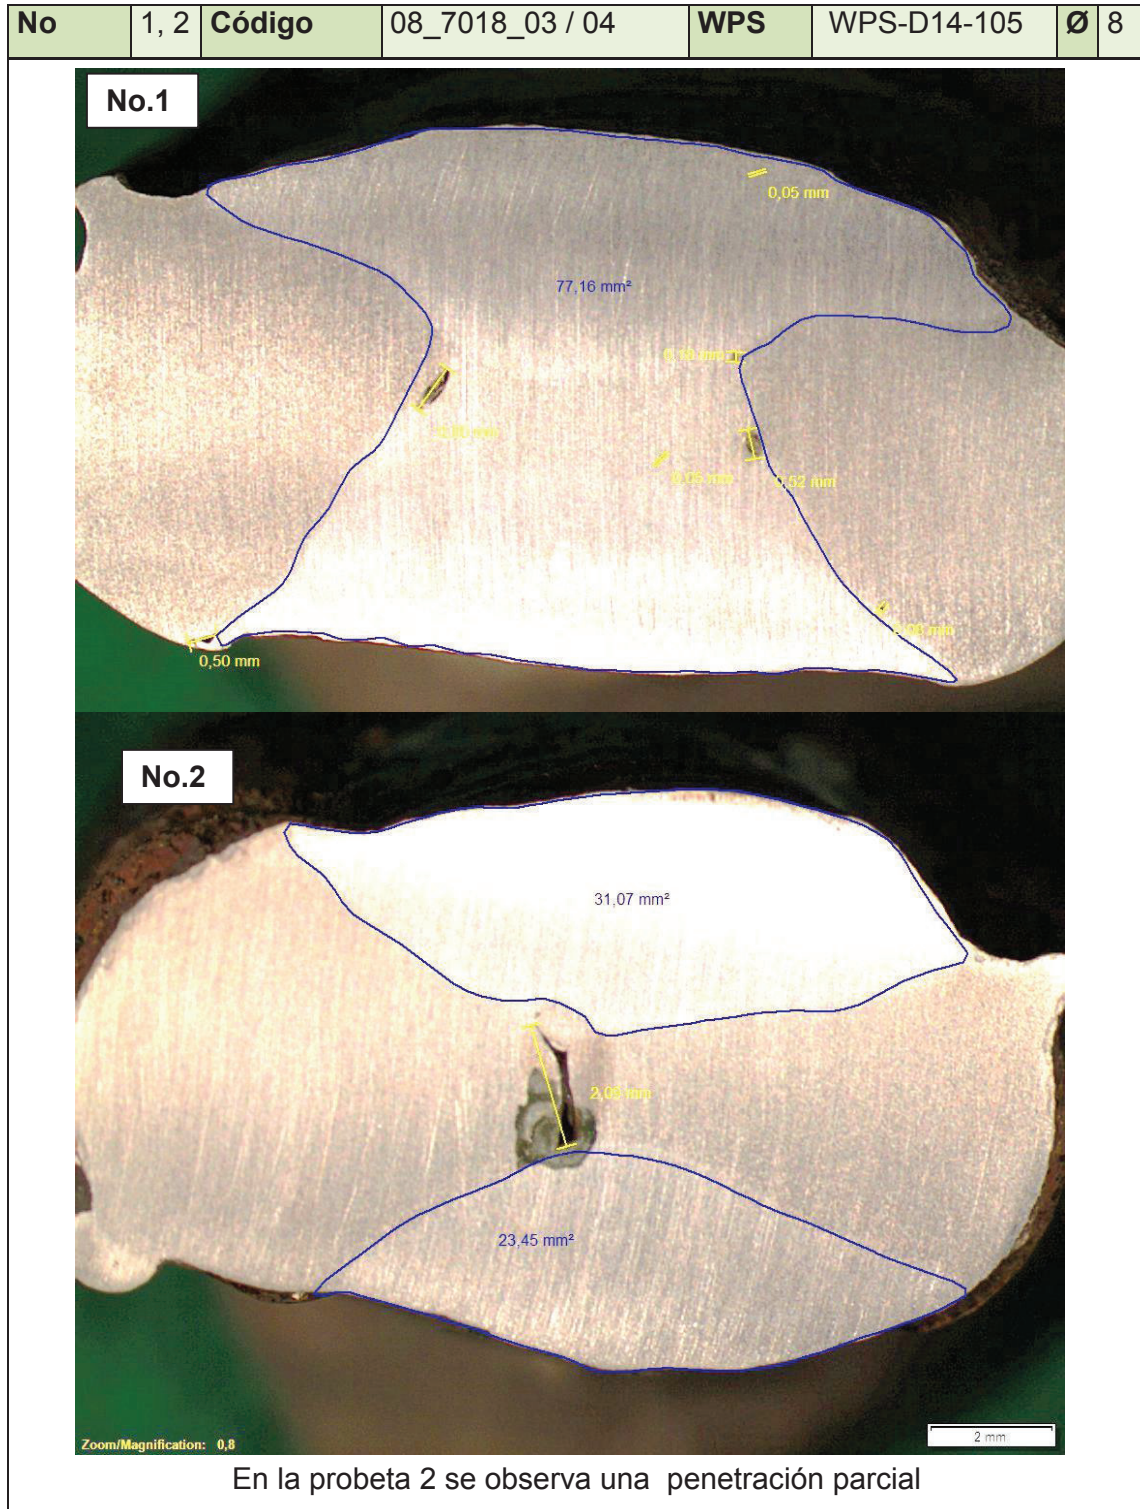 No 1, 2 Código 08_7018_03 / 04 WPS WPS-D14-105 Ø 8
No.1
0,05 mm
77,16 mm²
0,52 mm
0,50 mm
No.2
31,07 mm²
23,45 mm²
Zoom/Magnification: 0,8
2 mm
En la probeta 2 se observa una penetración parcial